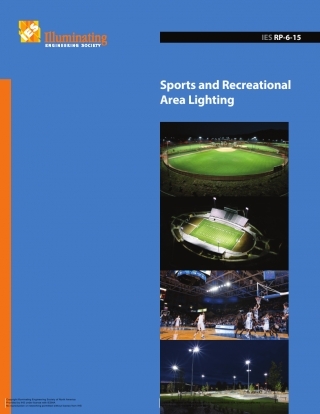 IES
Illuminating
ENGINEERING SOCIETY
IES RP-6-15
Sports and Recreational
Area Lighting